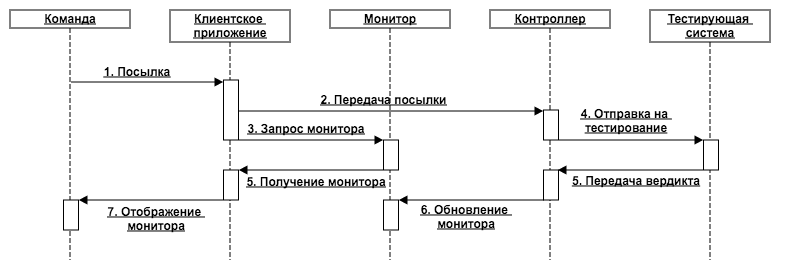 Команда
Клиентское
приложение
Монитор
Контроллер
Тестирующая
система
1. Посылка
2. Передача посылки
3. Запрос монитора
4. Отправка на
тестирование
5. Получение монитора
5. Передача вердикта
7. Отображение
монитора
6. Обновление
монитора